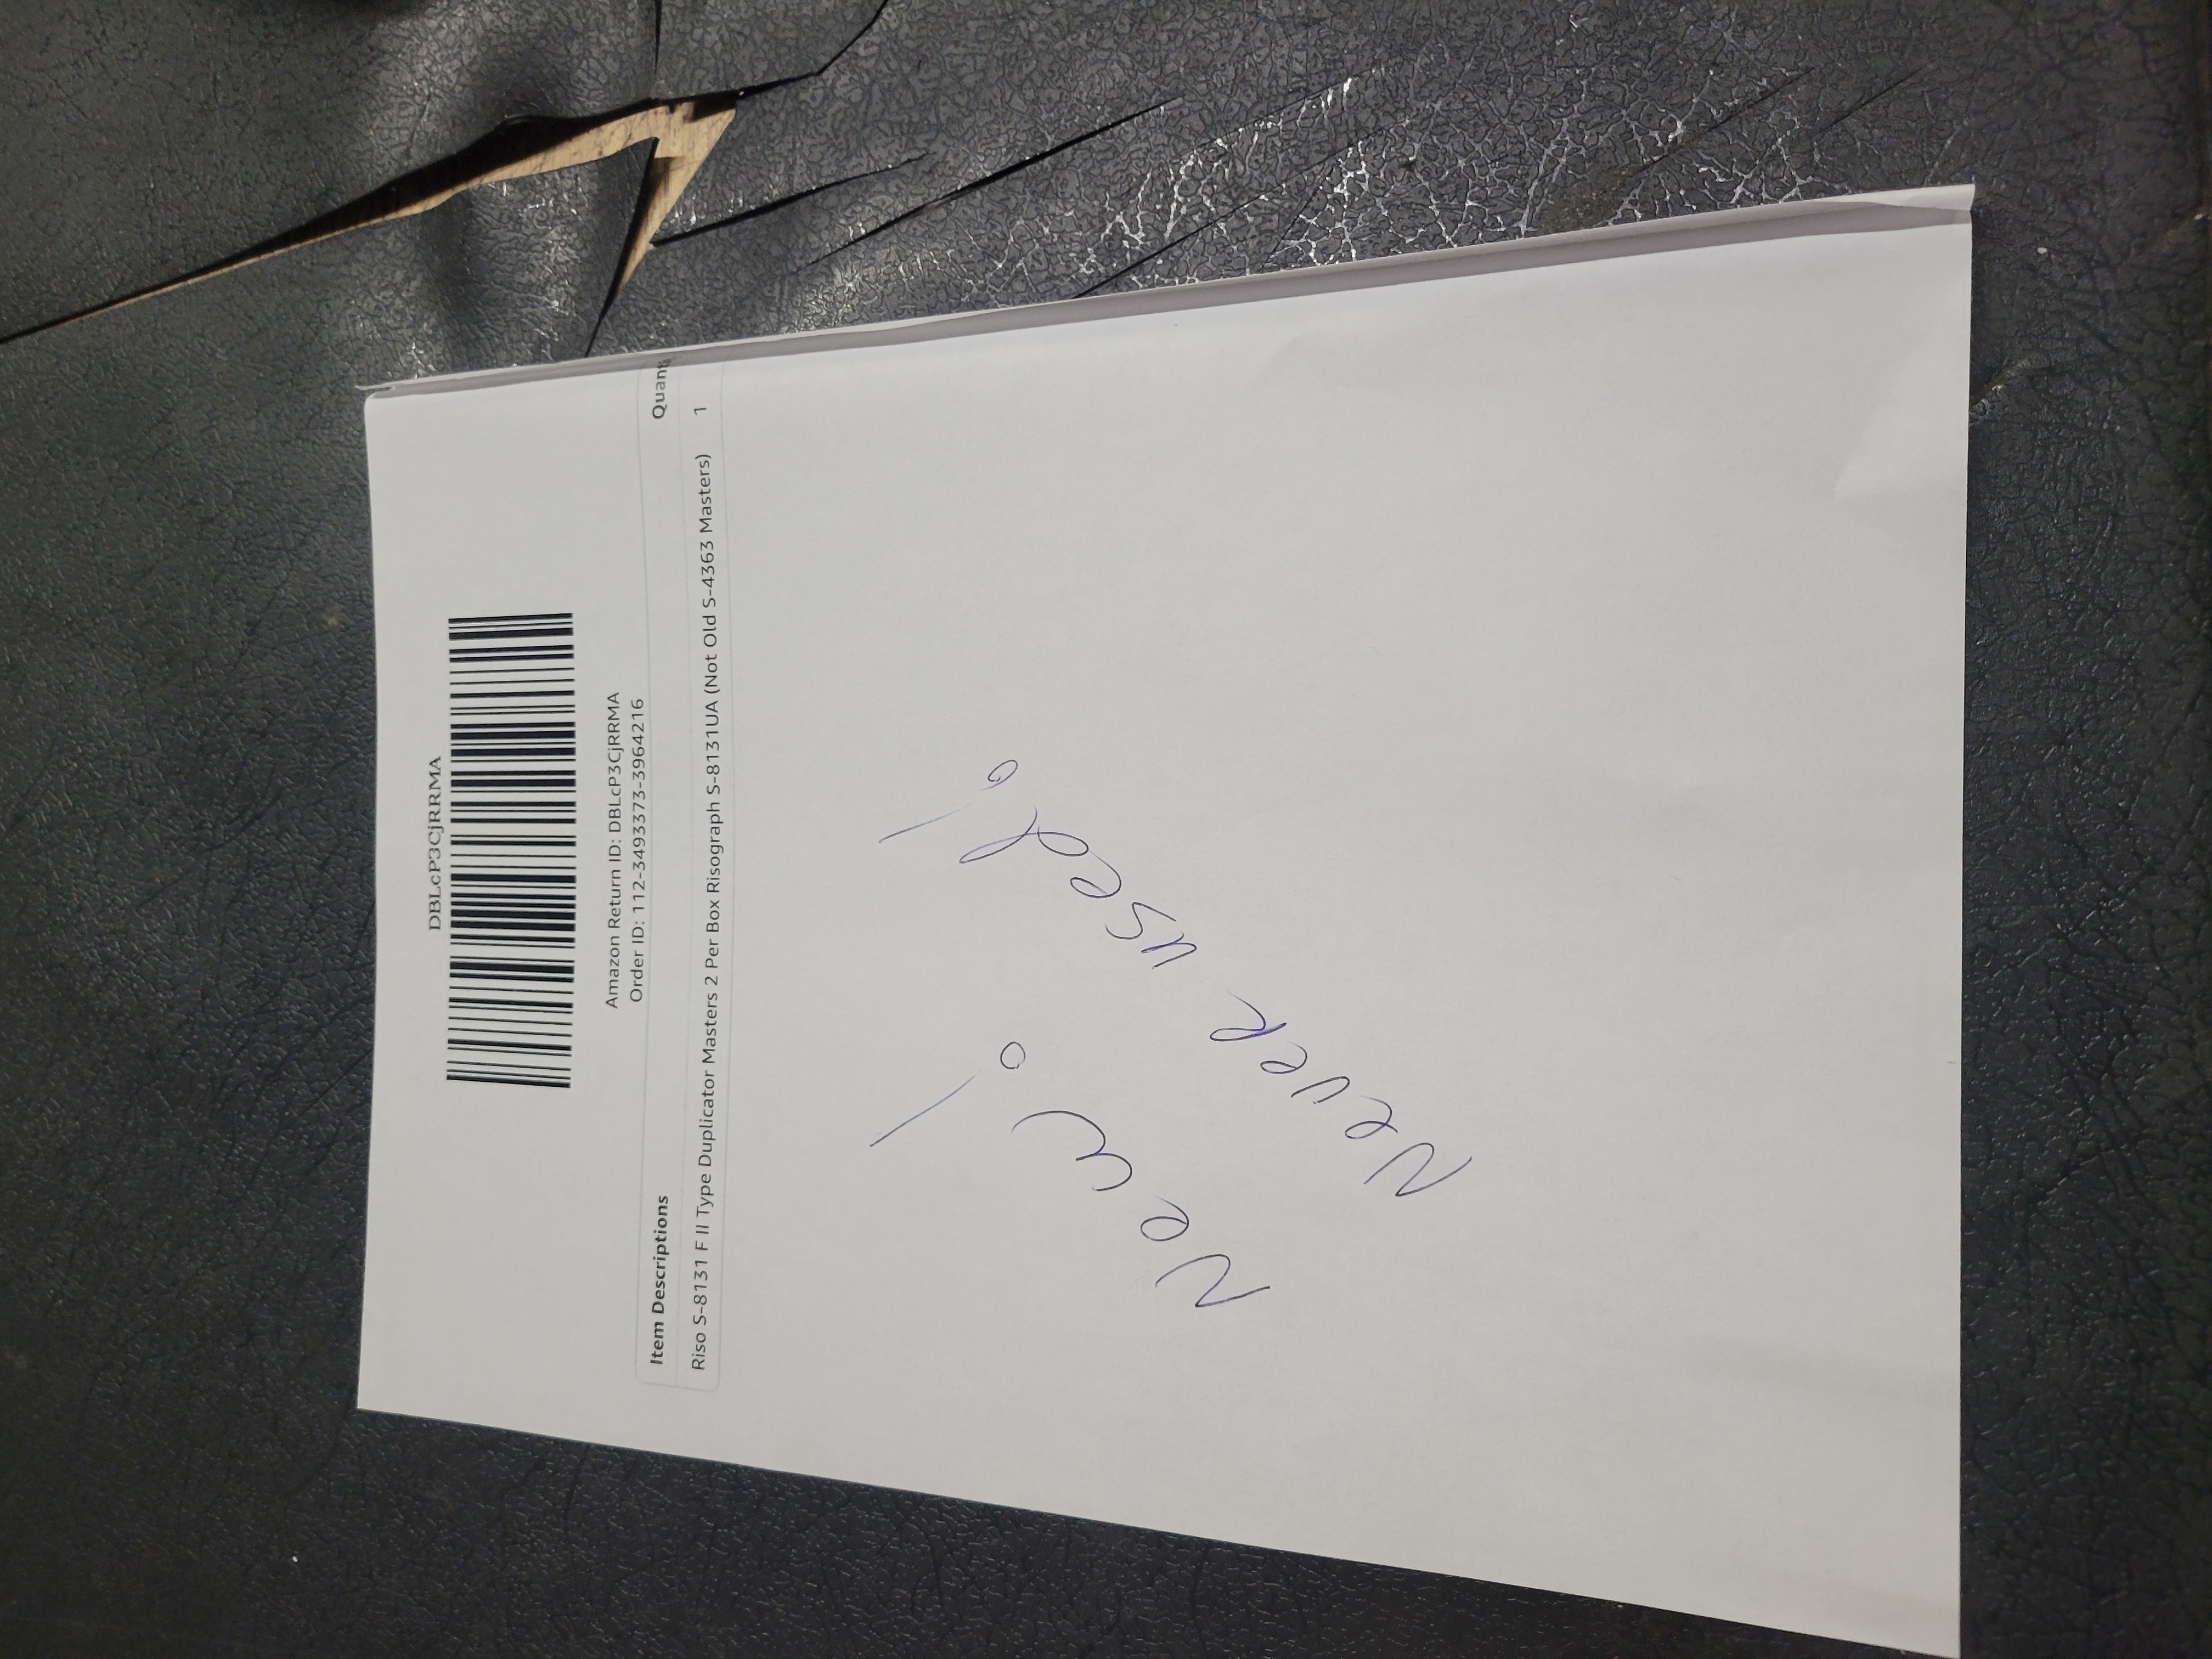 DBLcP3CjRRMA
Amazon Return ID: DBLcP3CjRRMA
Order ID: 112-3493373-3964216
Item Descriptions Quan
Riso S-8131 F II Type Duplicator Masters 2 Per Box Risograph S-8131UA (Not Old S-4363 Masters) 1
New!
Never used!